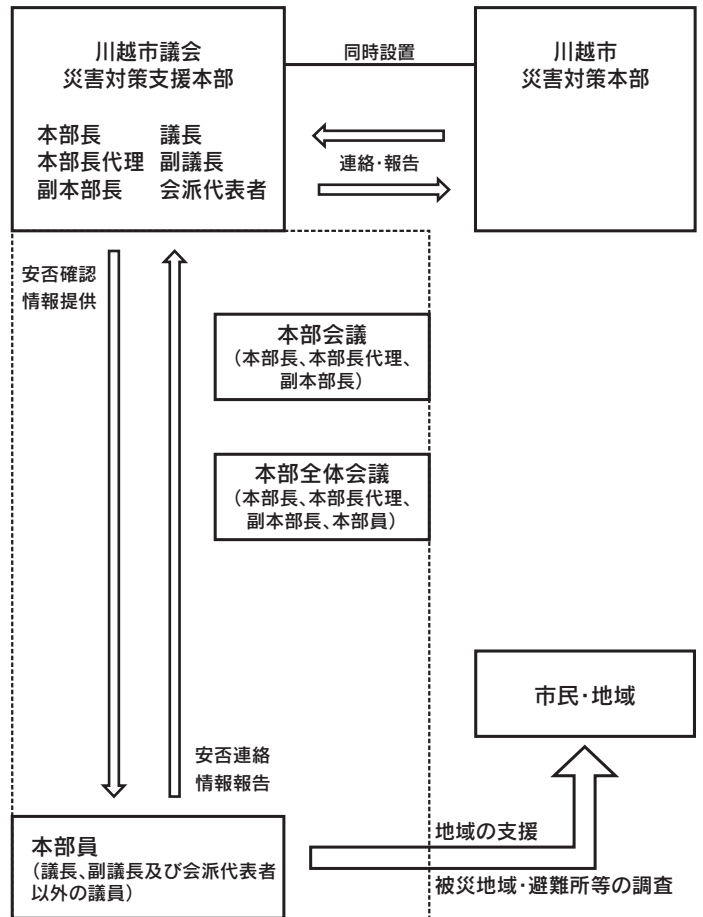 川越市議会
災害対策支援本部
本部長　議長
本部長代理　副議長
副本部長　会派代表者
同時設置
連絡・報告
川越市
災害対策本部
安否確認
情報提供
本部会議
（本部長、本部長代理、
副本部長）
本部全体会議
（本部長、本部長代理、
副本部長、本部員）
市民・地域
安否連絡
情報報告
本部員
（議長、副議長及び会派代表者
以外の議員）
地域の支援
被災地域・避難所等の調査